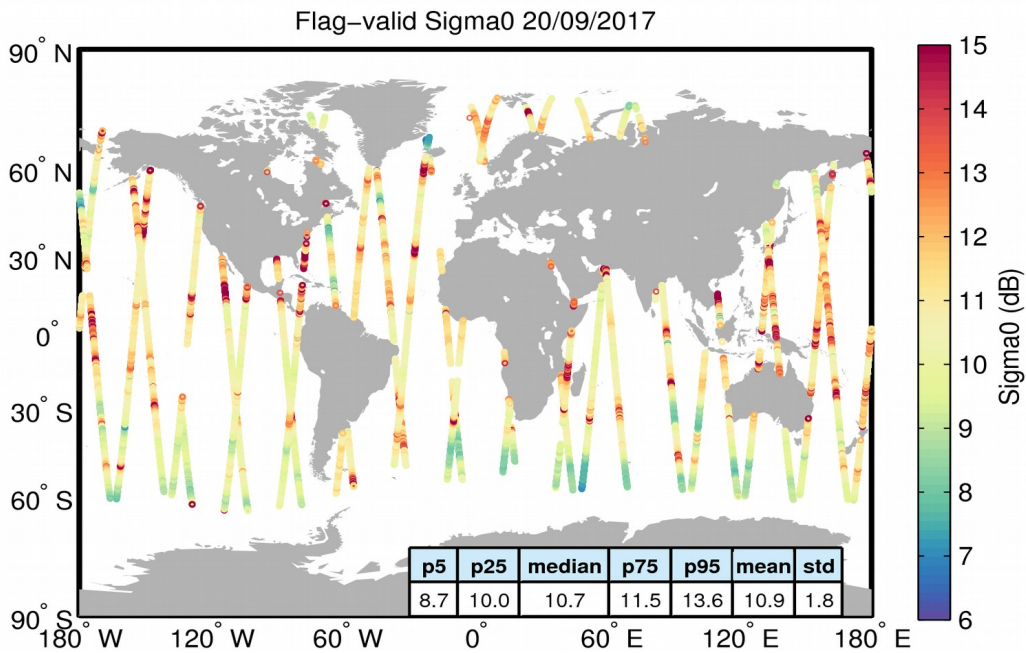 Flag–valid Sigma0 20/09/2017
90° N
60° N
30° N
0°
30° S
60° S
90° S
180° W
120° W
60° W
0°
60° E
120° E
180° E
p5 p25 median p75 p95 mean std
8.7 10.0 10.7 11.5 13.6 10.9 1.8
15
14
13
12
11
10
9
8
7
6
Sigma0 (dB)